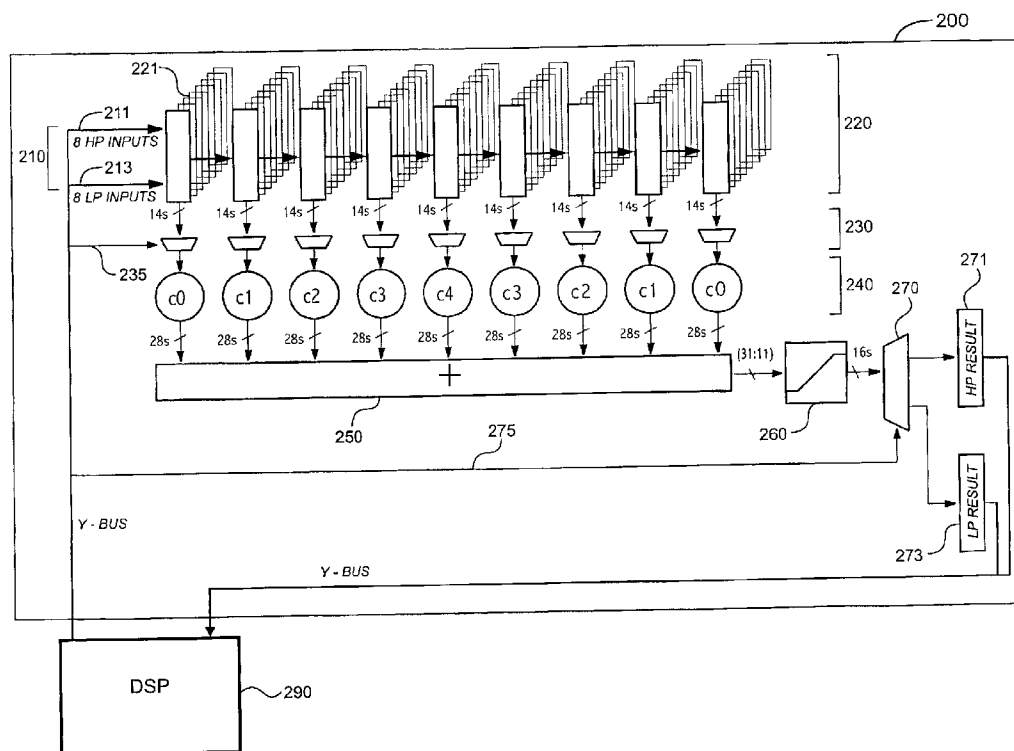 200
221
211
8 HP INPUTS
210
213
8 LP INPUTS
220
14s 14s 14s 14s 14s 14s 14s 14s 14s
230
235
c0 c1 c2 c3 c4 c3 c2 c1 c0
240
270
271
28s 28s 28s 28s 28s 28s 28s 28s 28s
(31:11)
16s
HP RESULT
+
250
260
275
LP RESULT
273
Y - BUS
Y - BUS
DSP
290